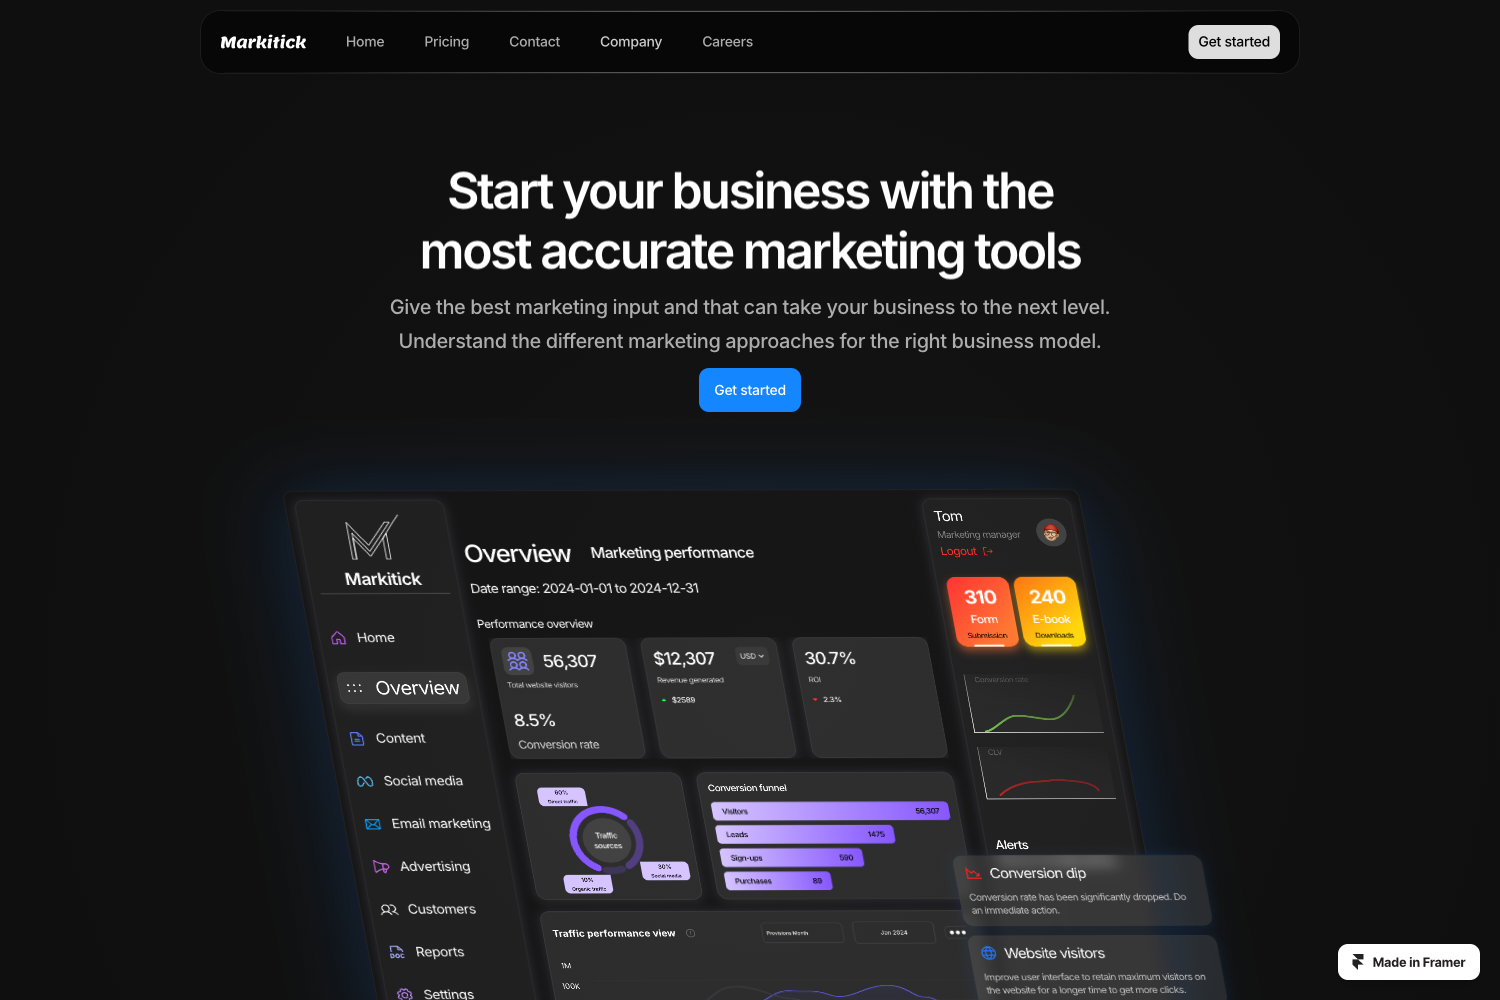 Markitick
Home
Pricing
Contact
Company
Careers
Get started
Start your business with the
most accurate marketing tools
Give the best marketing input and that can take your business to the next level.
Understand the different marketing approaches for the right business model.
Get started
Markitick
Home
Overview
Content
Social media
Email marketing
Advertising
Customers
Reports
Settings
Overview
Marketing performance
Date range: 2024-01-01 to 2024-12-31
Performance overview
56,307
Total website visitors
8.5%
Conversion rate
$12,307
USD
Revenue generated
$2589
30.7%
ROI
2.3%
60%
Direct traffic
Traffic
sources
30%
Social media
10%
Organic traffic
Conversion funnel
Visitors 56,307
Leads 1475
Sign-ups 590
Purchases 89
Traffic performance view
Previous Month
Jan 2024
1M
100K
Tom
Marketing manager
Logout
310
Form
Submission
240
E-book
Downloads
Conversion rate
CLV
Alerts
Conversion dip
Conversion rate has been significantly dropped. Do
an immediate action.
Website visitors
Improve user interface to retain maximum visitors on
the website for a longer time to get more clicks.
Made in Framer